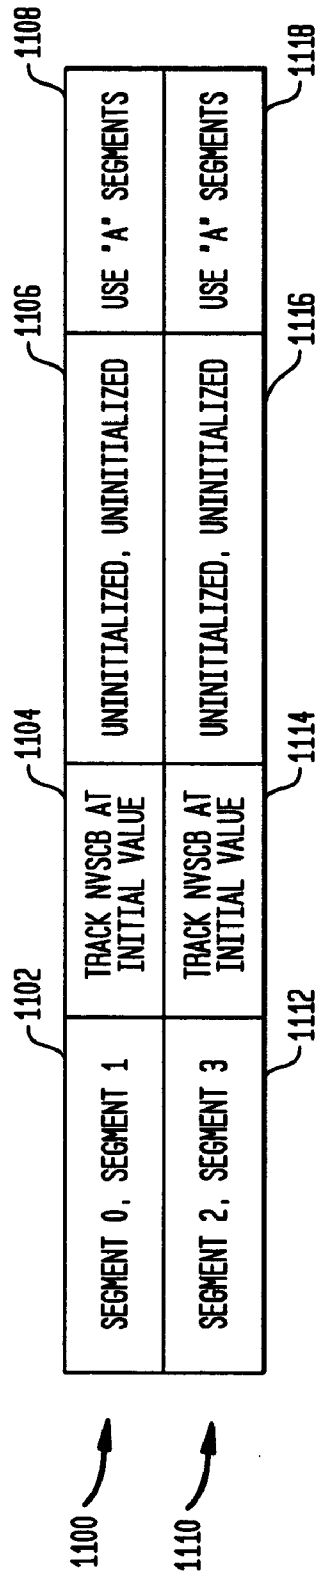 1102 1104 1106 1108
1100
SEGMENT 0, SEGMENT 1
TRACK NVSCB AT
INITIAL VALUE
UNINITIALIZED, UNINITIALIZED
USE "A" SEGMENTS
1110
SEGMENT 2, SEGMENT 3
TRACK NVSCB AT
INITIAL VALUE
UNINITIALIZED, UNINITIALIZED
USE "A" SEGMENTS
1112 1114 1116 1118